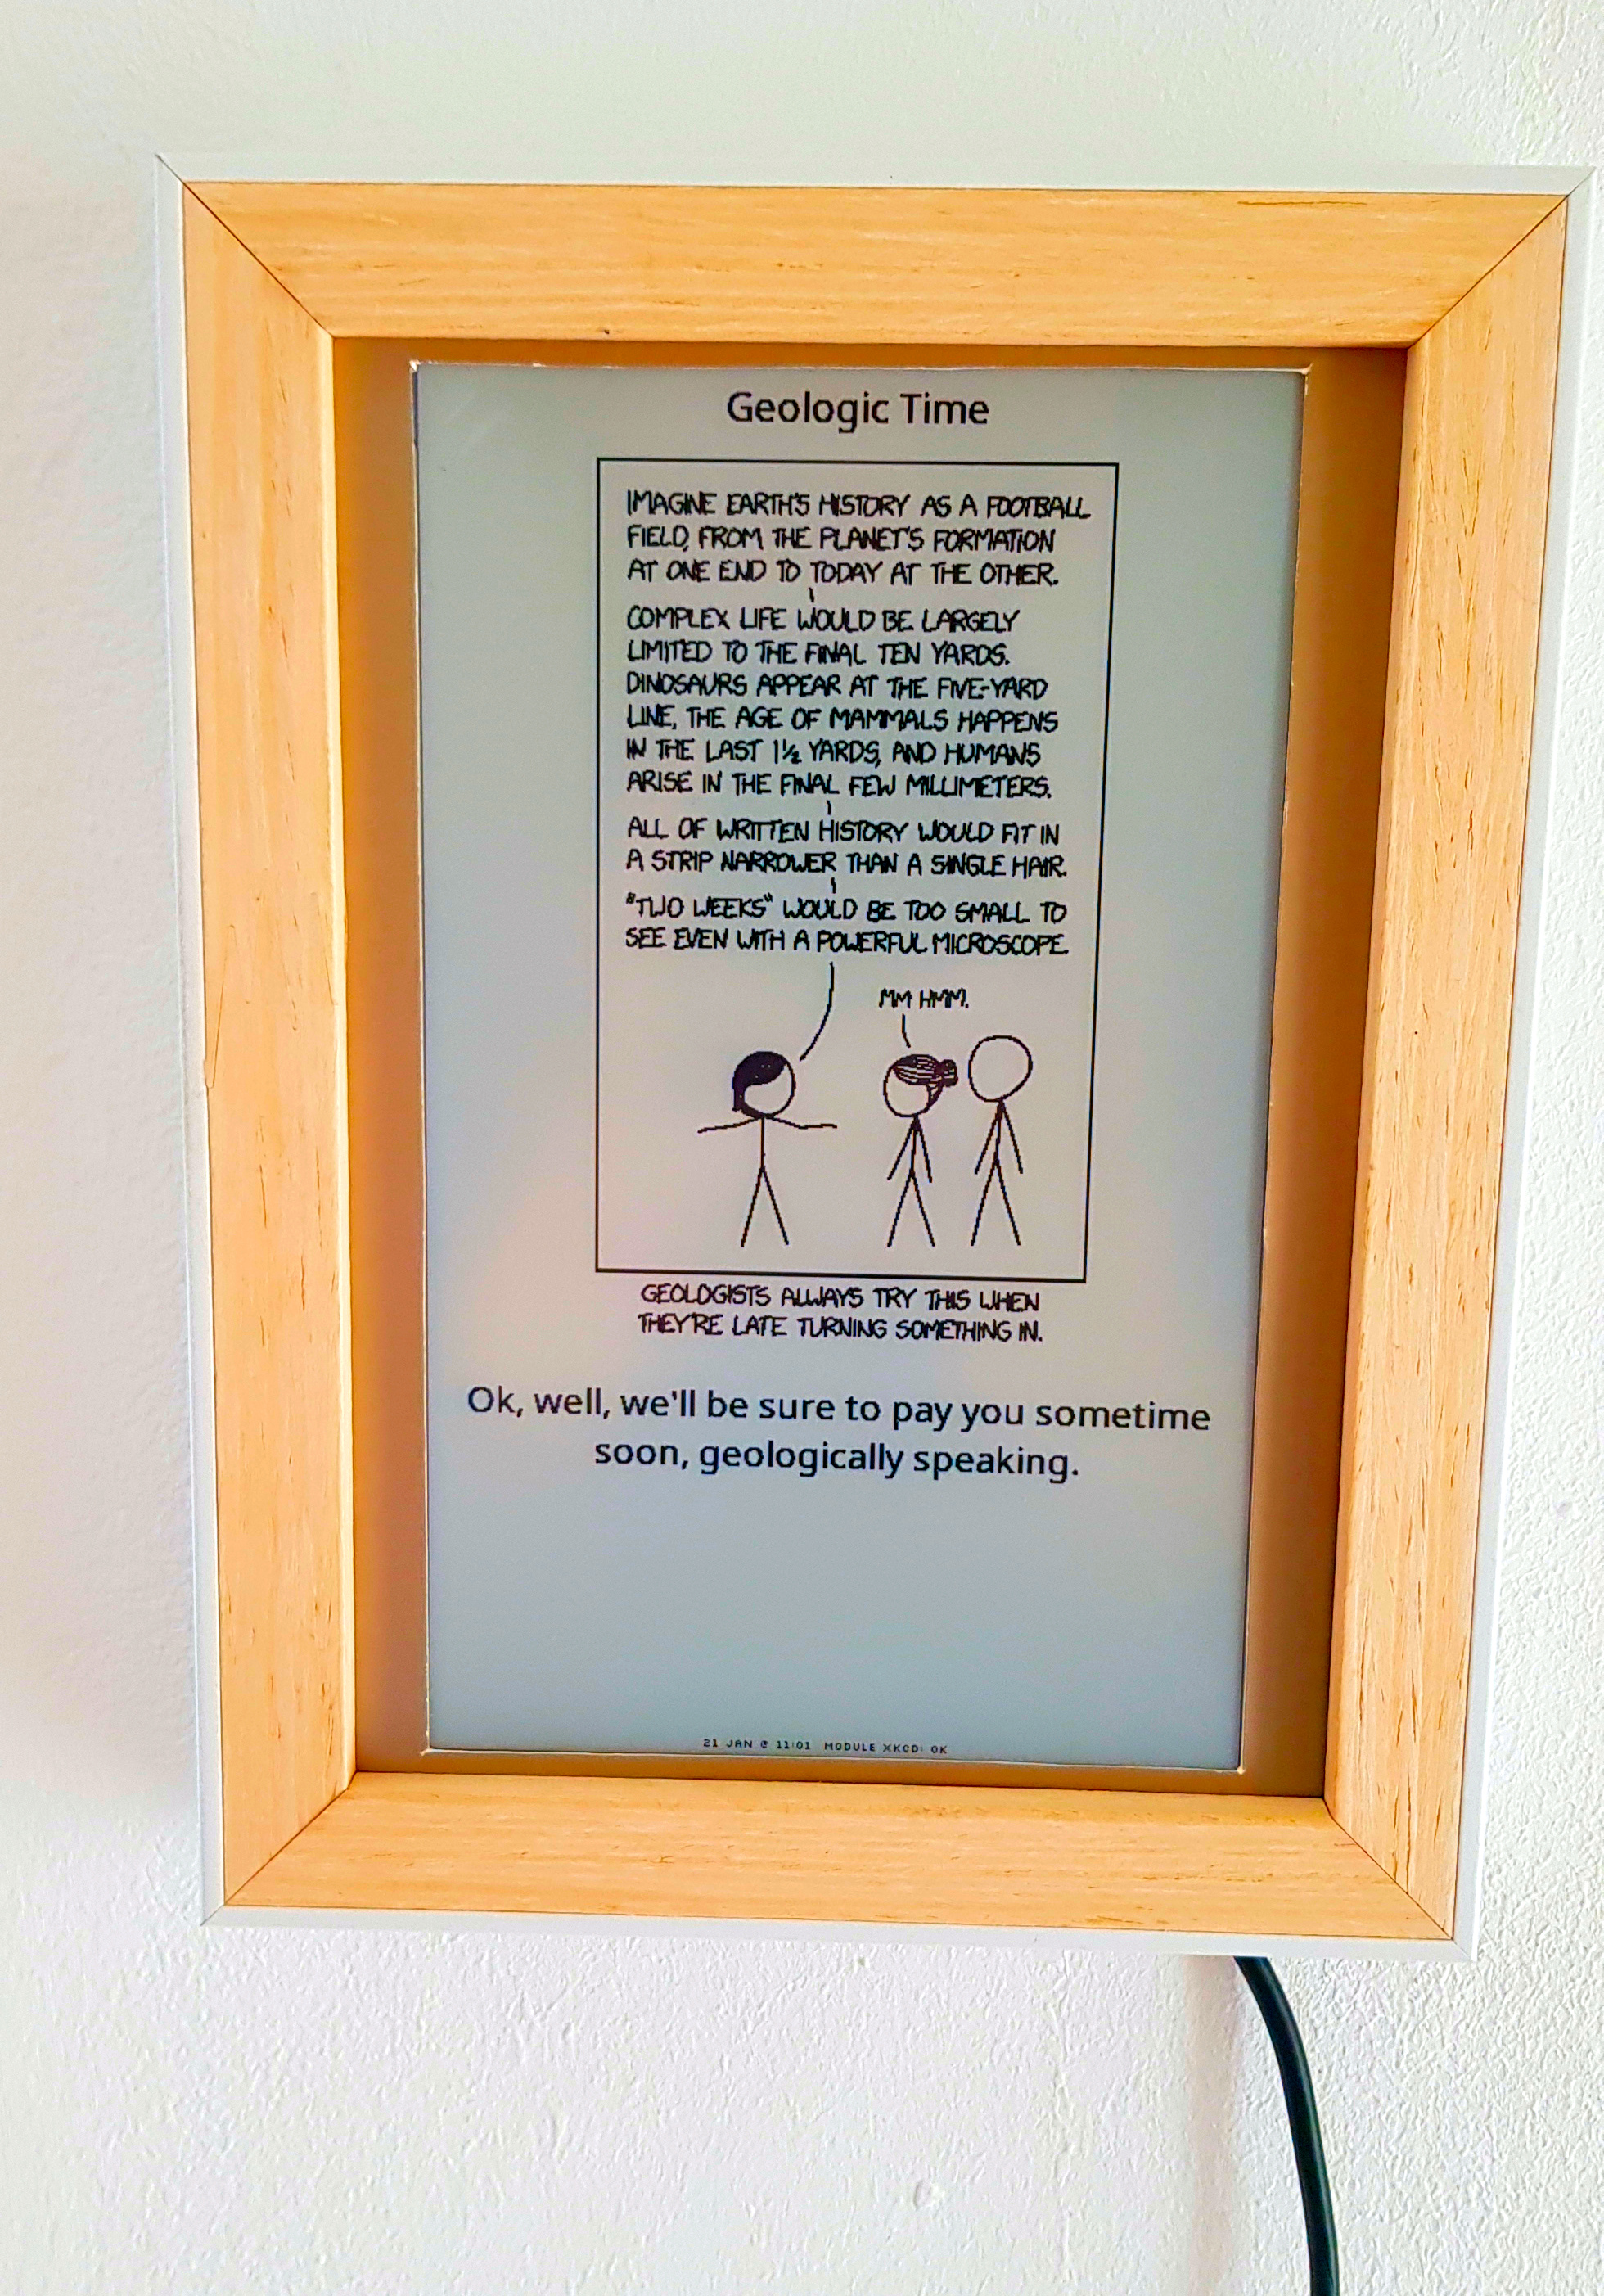 Geologic Time
IMAGINE EARTH'S HISTORY AS A FOOTBALL
FIELD, FROM THE PLANET'S FORMATION
AT ONE END TO TODAY AT THE OTHER.
COMPLEX LIFE WOULD BE LARGELY
LIMITED TO THE FINAL TEN YARDS.
DINOSAURS APPEAR AT THE FIVE-YARD
LINE, THE AGE OF MAMMALS HAPPENS
IN THE LAST 1½ YARDS, AND HUMANS
ARISE IN THE FINAL FEW MILLIMETERS.
ALL OF WRITTEN HISTORY WOULD FIT IN
A STRIP NARROWER THAN A SINGLE HAIR.
"TWO WEEKS" WOULD BE TOO SMALL TO
SEE EVEN WITH A POWERFUL MICROSCOPE.
MM HMM.
GEOLOGISTS ALWAYS TRY THIS WHEN
THEY'RE LATE TURNING SOMETHING IN.
Ok, well, we'll be sure to pay you sometime
soon, geologically speaking.
21 JAN @ 11:01 MODULE XKCD: OK